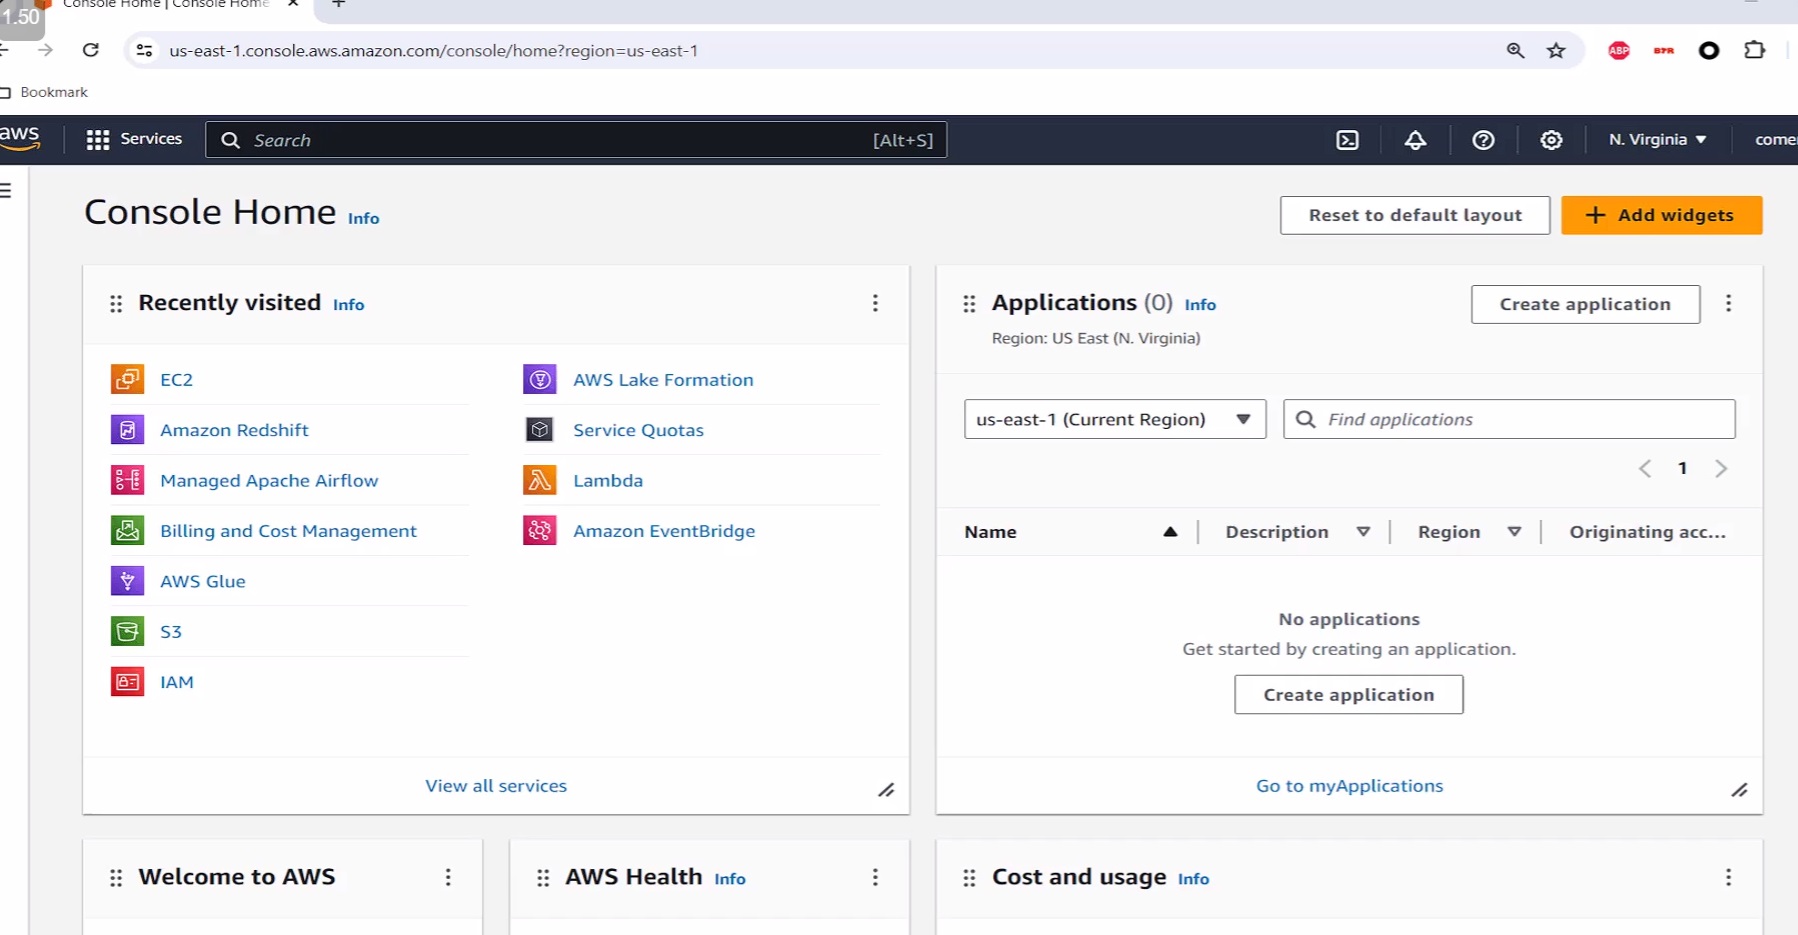 1.50
Console Home | Console Home
us-east-1.console.aws.amazon.com/console/home?region=us-east-1
ABP
Bookmark
aws
Services
Search
[Alt+S]
N. Virginia
come
Console Home Info
Reset to default layout
+ Add widgets
Recently visited Info
EC2
Amazon Redshift
Managed Apache Airflow
Billing and Cost Management
AWS Glue
S3
IAM
AWS Lake Formation
Service Quotas
Lambda
Amazon EventBridge
View all services
Applications (0) Info
Region: US East (N. Virginia)
Create application
us-east-1 (Current Region)
Find applications
1
Name
Description
Region
Originating acc...
No applications
Get started by creating an application.
Create application
Go to myApplications
Welcome to AWS
AWS Health Info
Cost and usage Info